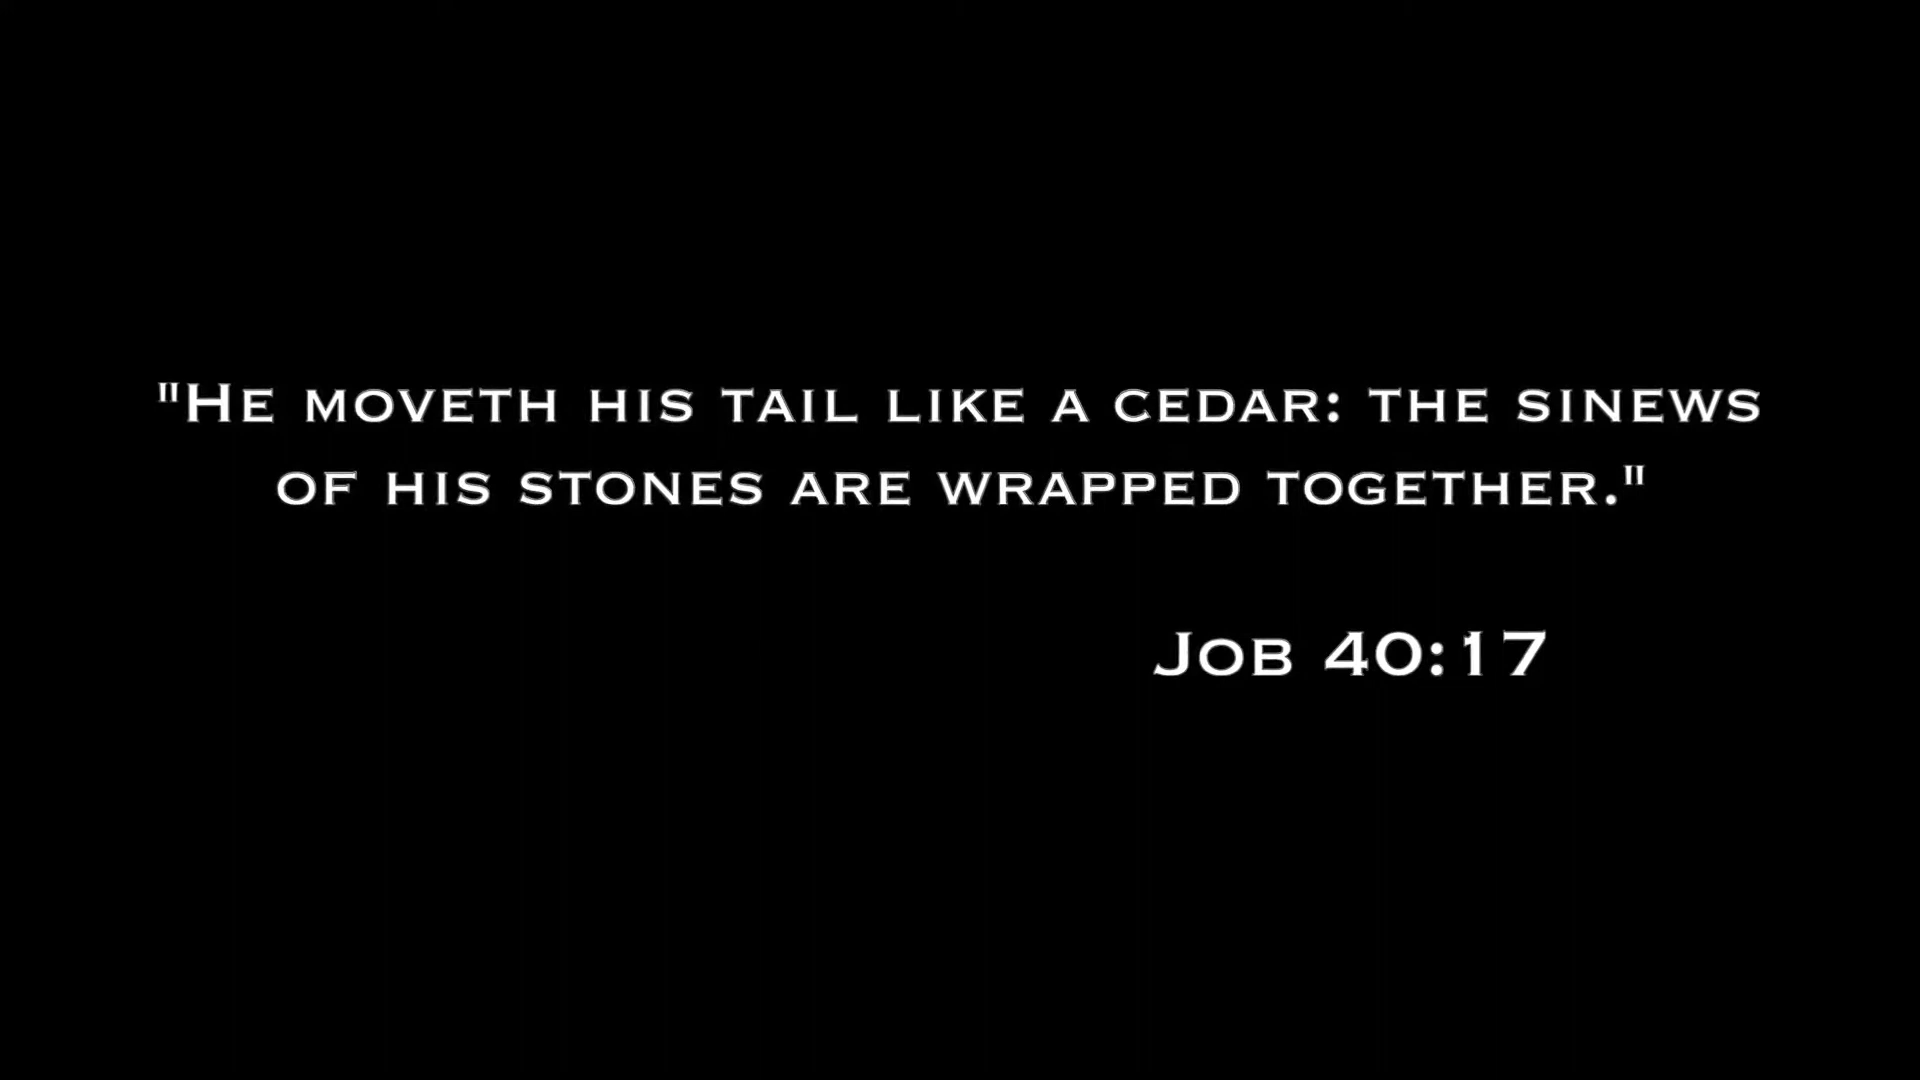 "He moveth his tail like a cedar: the sinews
of his stones are wrapped together."
Job 40:17